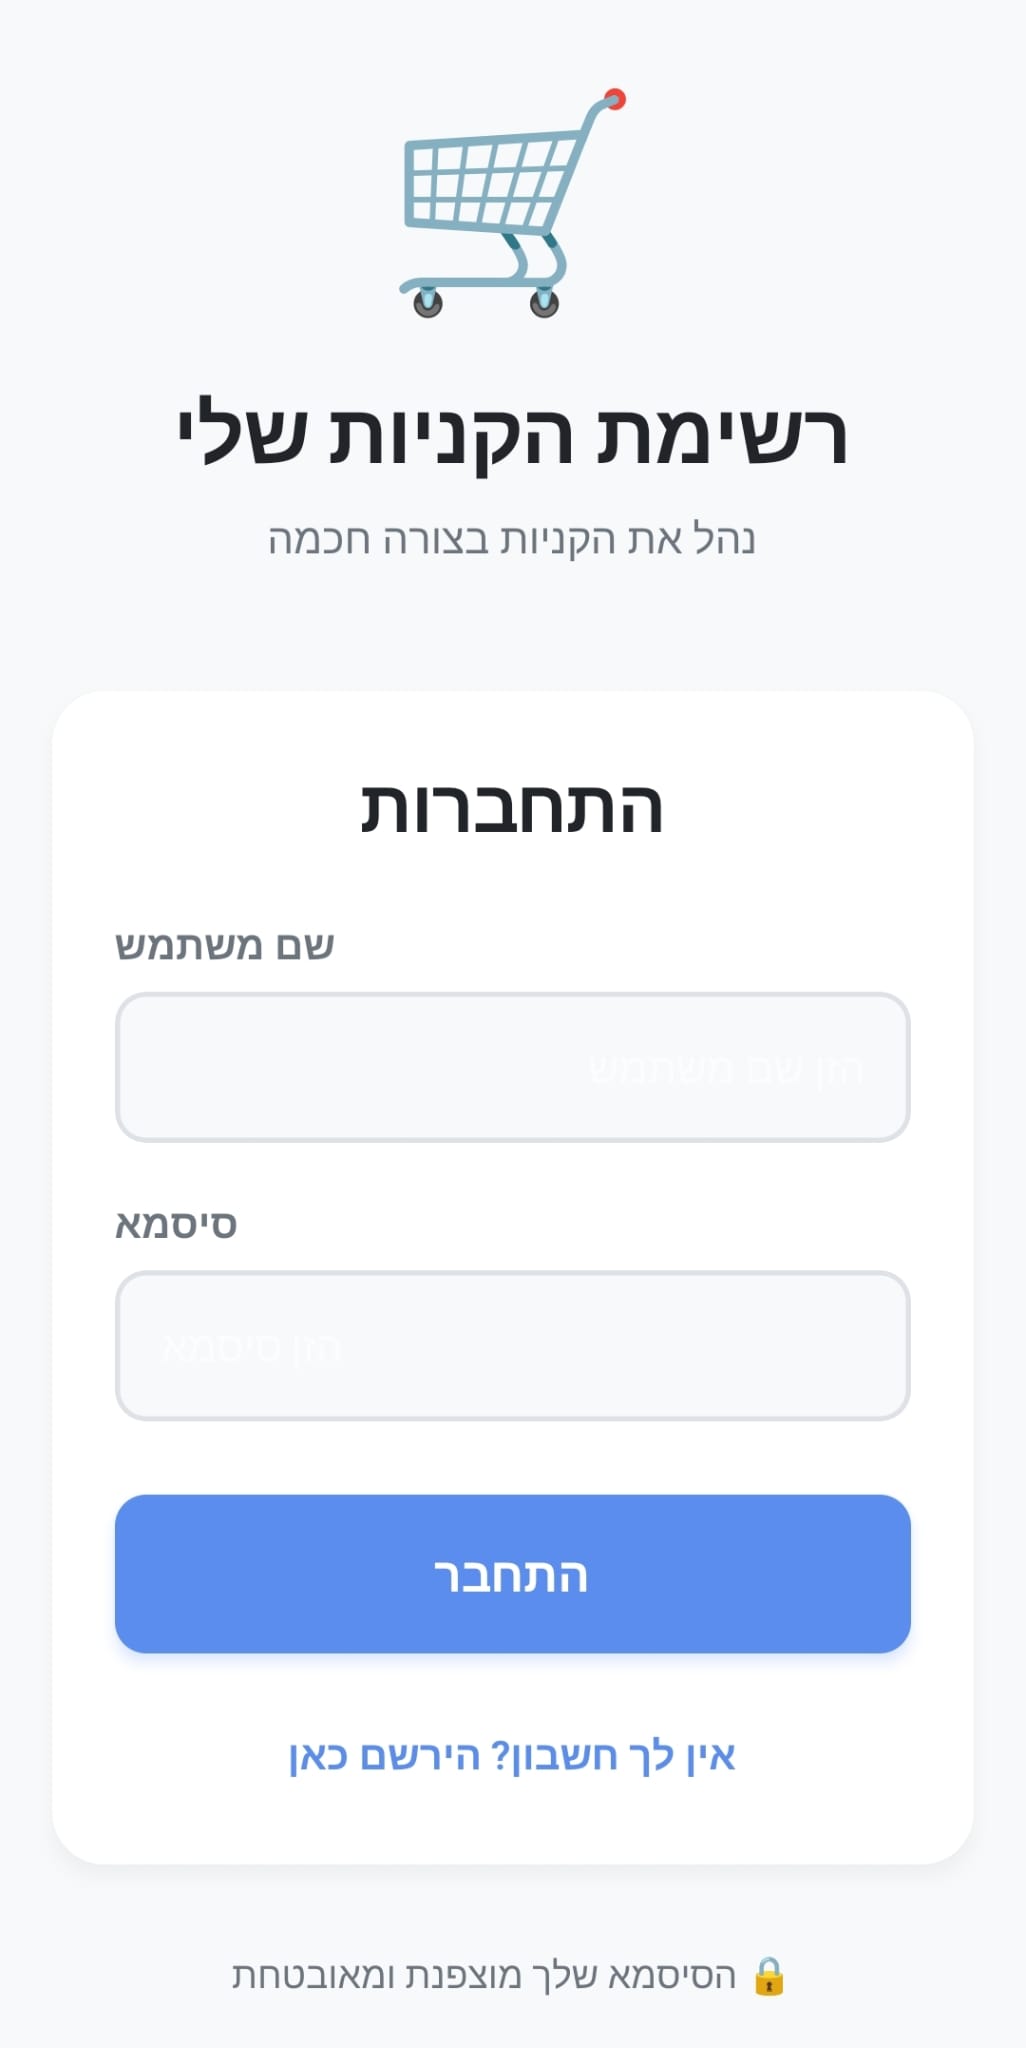 רשימת הקניות שלי
נהל את הקניות בצורה חכמה
התחברות
שם משתמש
הזן שם משתמש
סיסמא
הזן סיסמא
התחבר
אין לך חשבון? הירשם כאן
🔒 הסיסמא שלך מוצפנת ומאובטחת